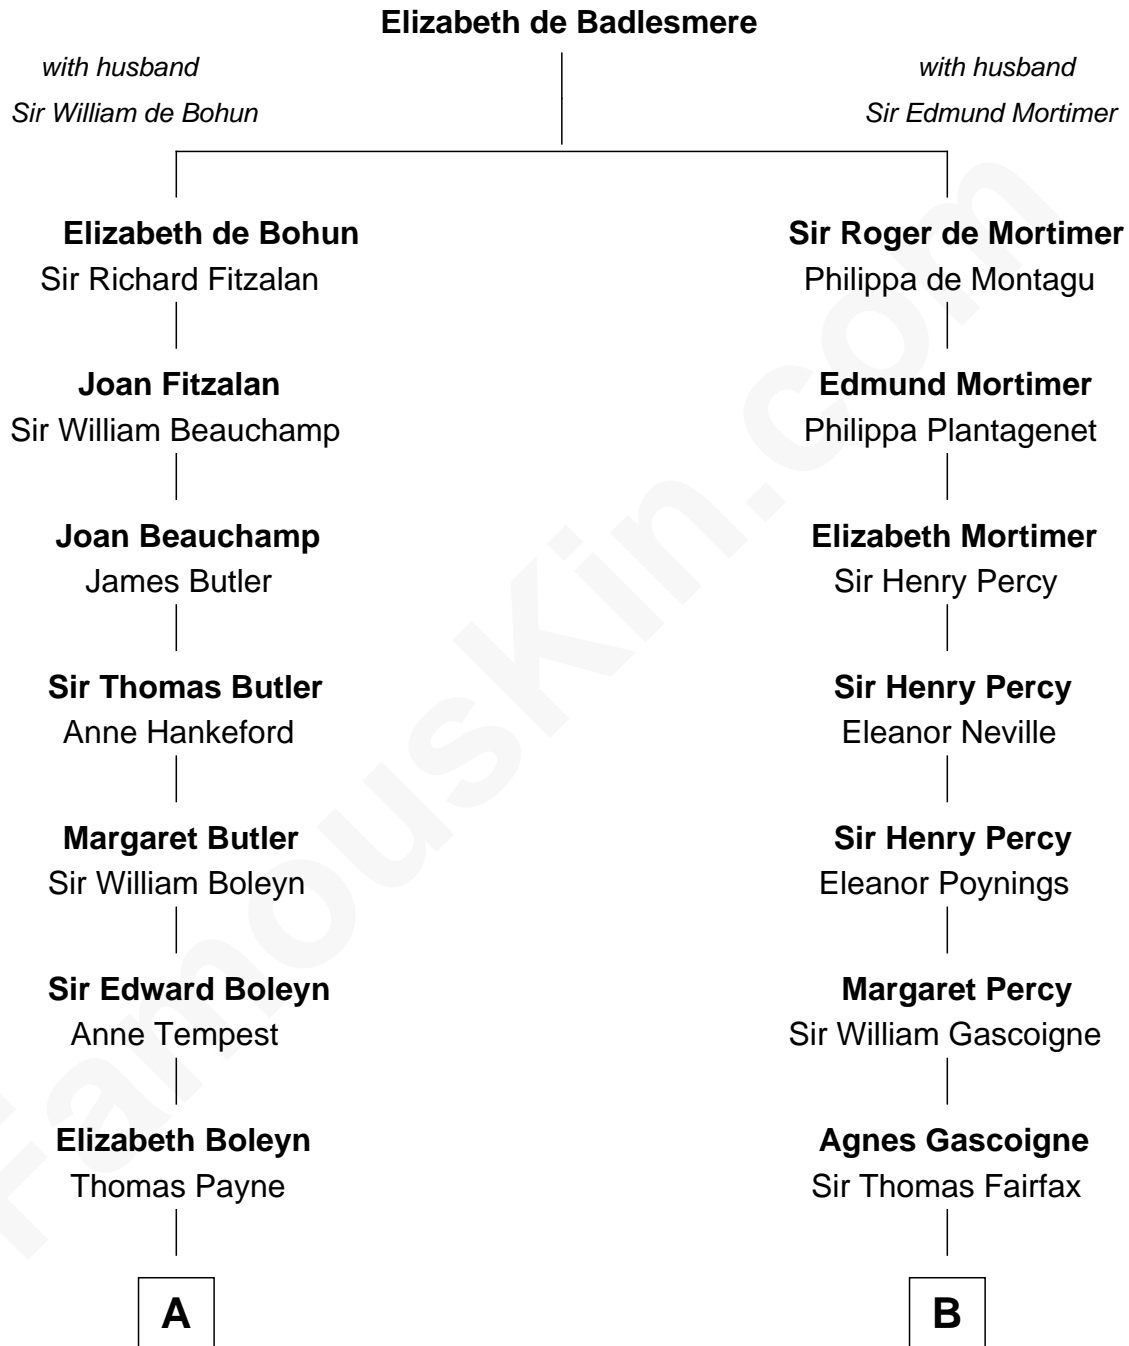 Elizabeth de Badlesmere
with husband
Sir William de Bohun
with husband
Sir Edmund Mortimer
Elizabeth de Bohun
Sir Richard Fitzalan
Sir Roger de Mortimer
Philippa de Montagu
Joan Fitzalan
Sir William Beauchamp
Edmund Mortimer
Philippa Plantagenet
Joan Beauchamp
James Butler
Elizabeth Mortimer
Sir Henry Percy
Sir Thomas Butler
Anne Hankeford
Sir Henry Percy
Eleanor Neville
Margaret Butler
Sir William Boleyn
Sir Henry Percy
Eleanor Poynings
Sir Edward Boleyn
Anne Tempest
Margaret Percy
Sir William Gascoigne
Elizabeth Boleyn
Thomas Payne
Agnes Gascoigne
Sir Thomas Fairfax
A
B
FamousKin.com